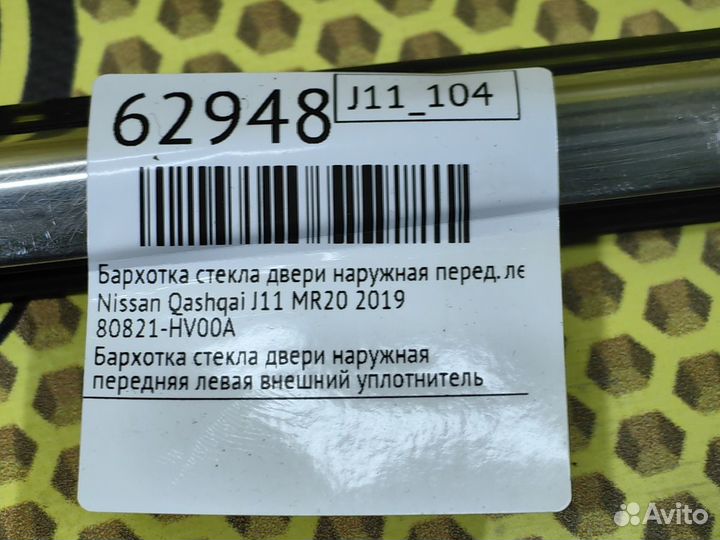 62948
J11_104
Бархотка стекла двери наружная перед. ле
Nissan Qashqai J11 MR20 2019
80821-HV00A
Бархотка стекла двери наружная
передняя левая внешний уплотнитель
Avito